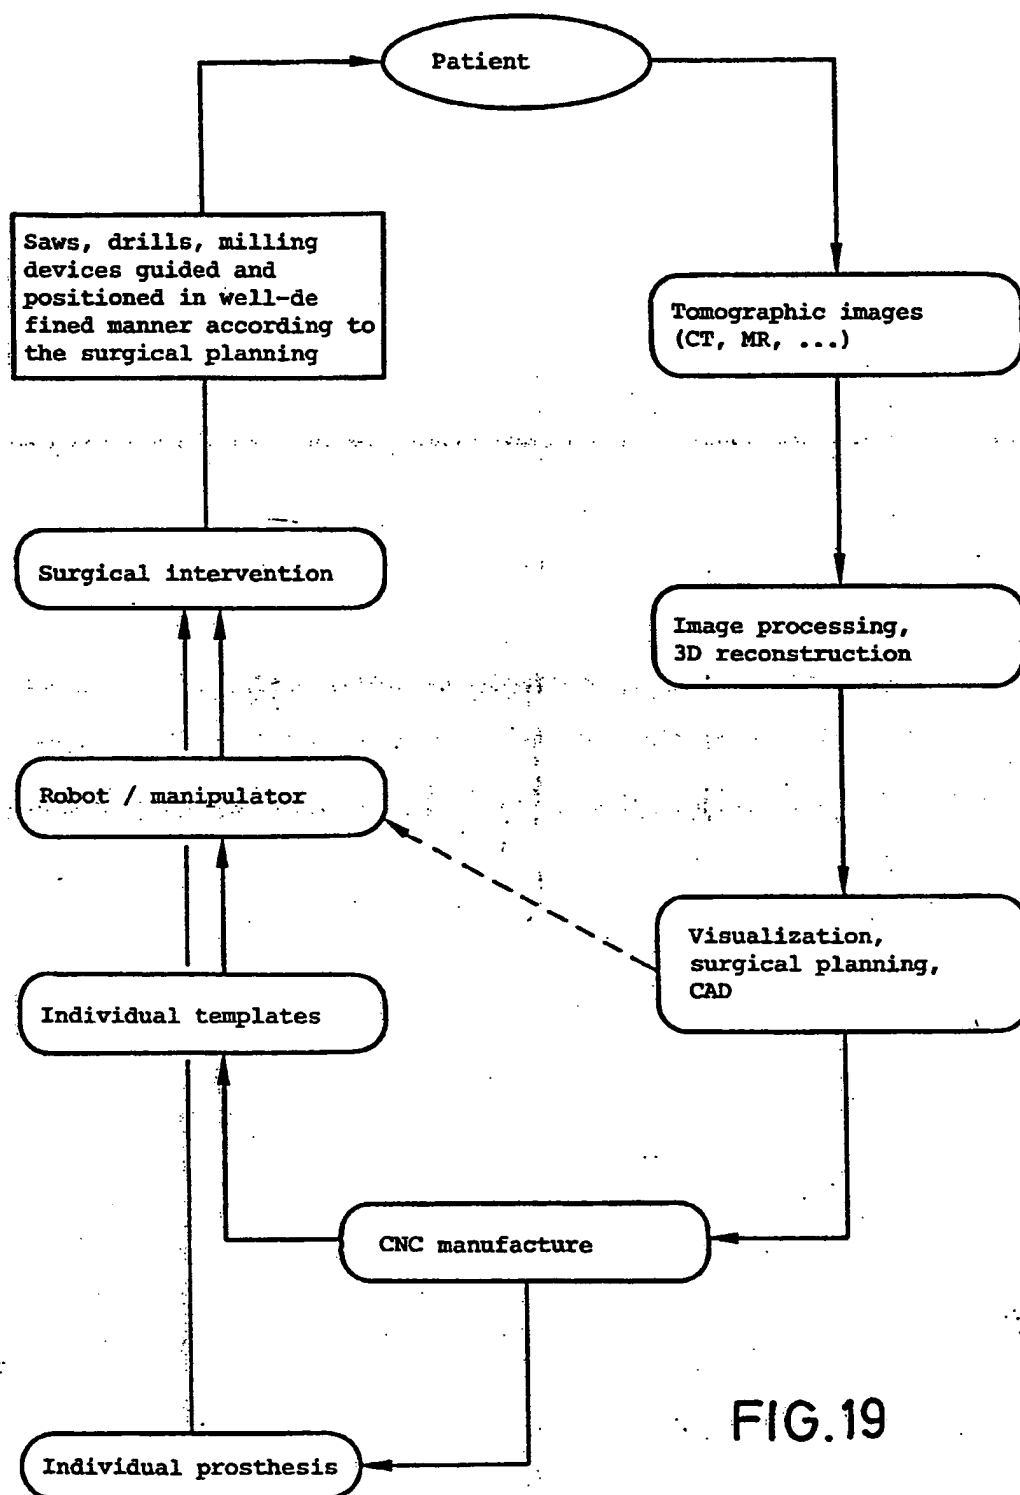 Patient
Saws, drills, milling
devices guided and
positioned in well-de
fined manner according to
the surgical planning
Tomographic images
(CT, MR, ...)
Surgical intervention
Image processing,
3D reconstruction
Robot / manipulator
Visualization,
surgical planning,
CAD
Individual templates
CNC manufacture
Individual prosthesis
FIG.19